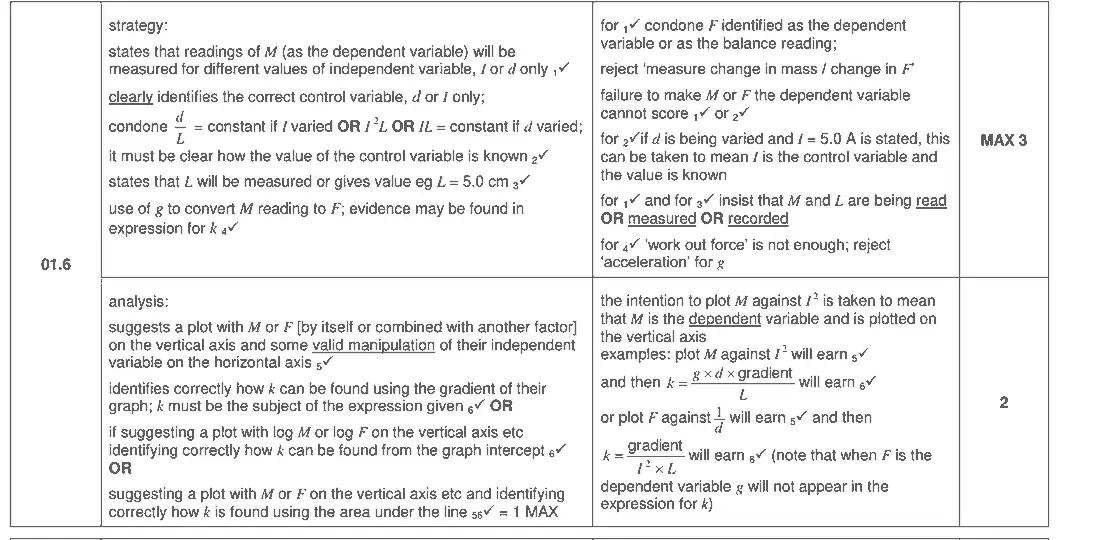 01.6
strategy:
states that readings of M (as the dependent variable) will be
measured for different values of independent variable, I or d only ₁✓
clearly identifies the correct control variable, d or I only;
condone d/L = constant if I varied OR I²L OR IL = constant if d varied;
it must be clear how the value of the control variable is known ₂✓
states that L will be measured or gives value eg L = 5.0 cm ₃✓
use of g to convert M reading to F; evidence may be found in
expression for k ₄✓
for ₁✓ condone F identified as the dependent
variable or as the balance reading;
reject ‘measure change in mass / change in F’
failure to make M or F the dependent variable
cannot score ₁✓ or ₂✓
for ₂✓if d is being varied and I = 5.0 A is stated, this
can be taken to mean I is the control variable and
the value is known
for ₁✓ and for ₃✓ insist that M and L are being read
OR measured OR recorded
for ₄✓ ‘work out force’ is not enough; reject
‘acceleration’ for g
MAX 3
analysis:
suggests a plot with M or F [by itself or combined with another factor]
on the vertical axis and some valid manipulation of their independent
variable on the horizontal axis ₅✓
identifies correctly how k can be found using the gradient of their
graph; k must be the subject of the expression given ₆✓ OR
if suggesting a plot with log M or log F on the vertical axis etc
identifying correctly how k can be found from the graph intercept ₆✓
OR
suggesting a plot with M or F on the vertical axis etc and identifying
correctly how k is found using the area under the line ₅₆✓ = 1 MAX
the intention to plot M against I² is taken to mean
that M is the dependent variable and is plotted on
the vertical axis
examples: plot M against I² will earn ₅✓
and then k = g × d × gradient / L will earn ₆✓
or plot F against 1/d will earn ₅✓ and then
k = gradient / I² × L will earn ₆✓ (note that when F is the
dependent variable g will not appear in the
expression for k)
2